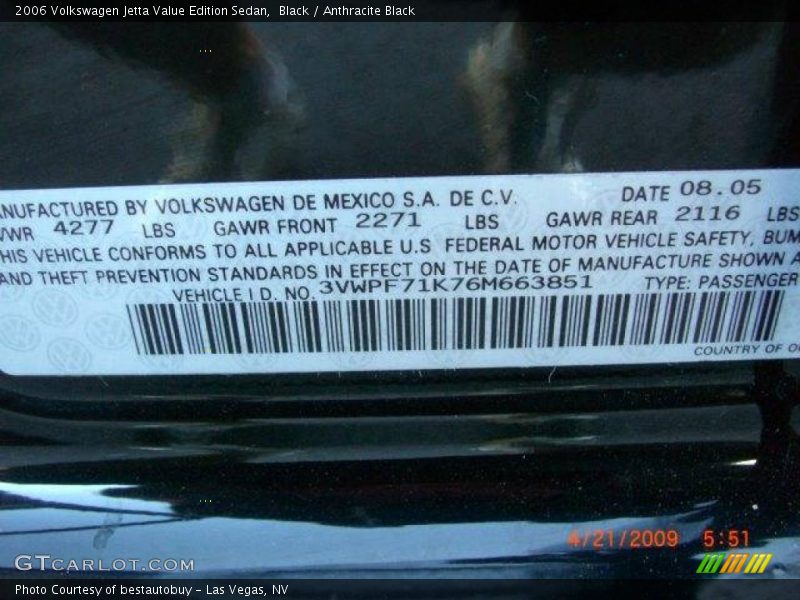 2006 Volkswagen Jetta Value Edition Sedan,  Black / Anthracite Black
ANUFACTURED BY VOLKSWAGEN DE MEXICO S.A. DE C.V. DATE 08.05
VWR 4277 LBS GAWR FRONT 2271 LBS GAWR REAR 2116 LBS
HIS VEHICLE CONFORMS TO ALL APPLICABLE U.S FEDERAL MOTOR VEHICLE SAFETY, BUM
AND THEFT PREVENTION STANDARDS IN EFFECT ON THE DATE OF MANUFACTURE SHOWN A
VEHICLE I D. NO. 3VWPF71K76M663851 TYPE: PASSENGER
COUNTRY OF O
4/21/2009 5:51
GTCARLOT.COM
Photo Courtesy of bestautobuy – Las Vegas, NV